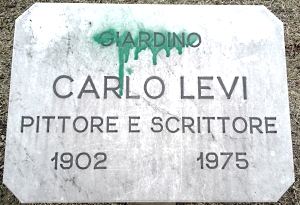 GIARDINO
CARLO LEVI
PITTORE E SCRITTORE
1902 1975